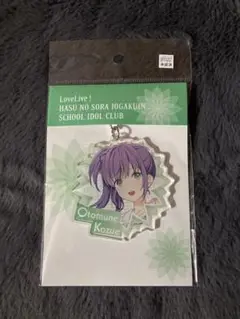 LoveLive!
HASU NO SORA JOGAKUIN
SCHOOL IDOL CLUB
Otomune
Kozue